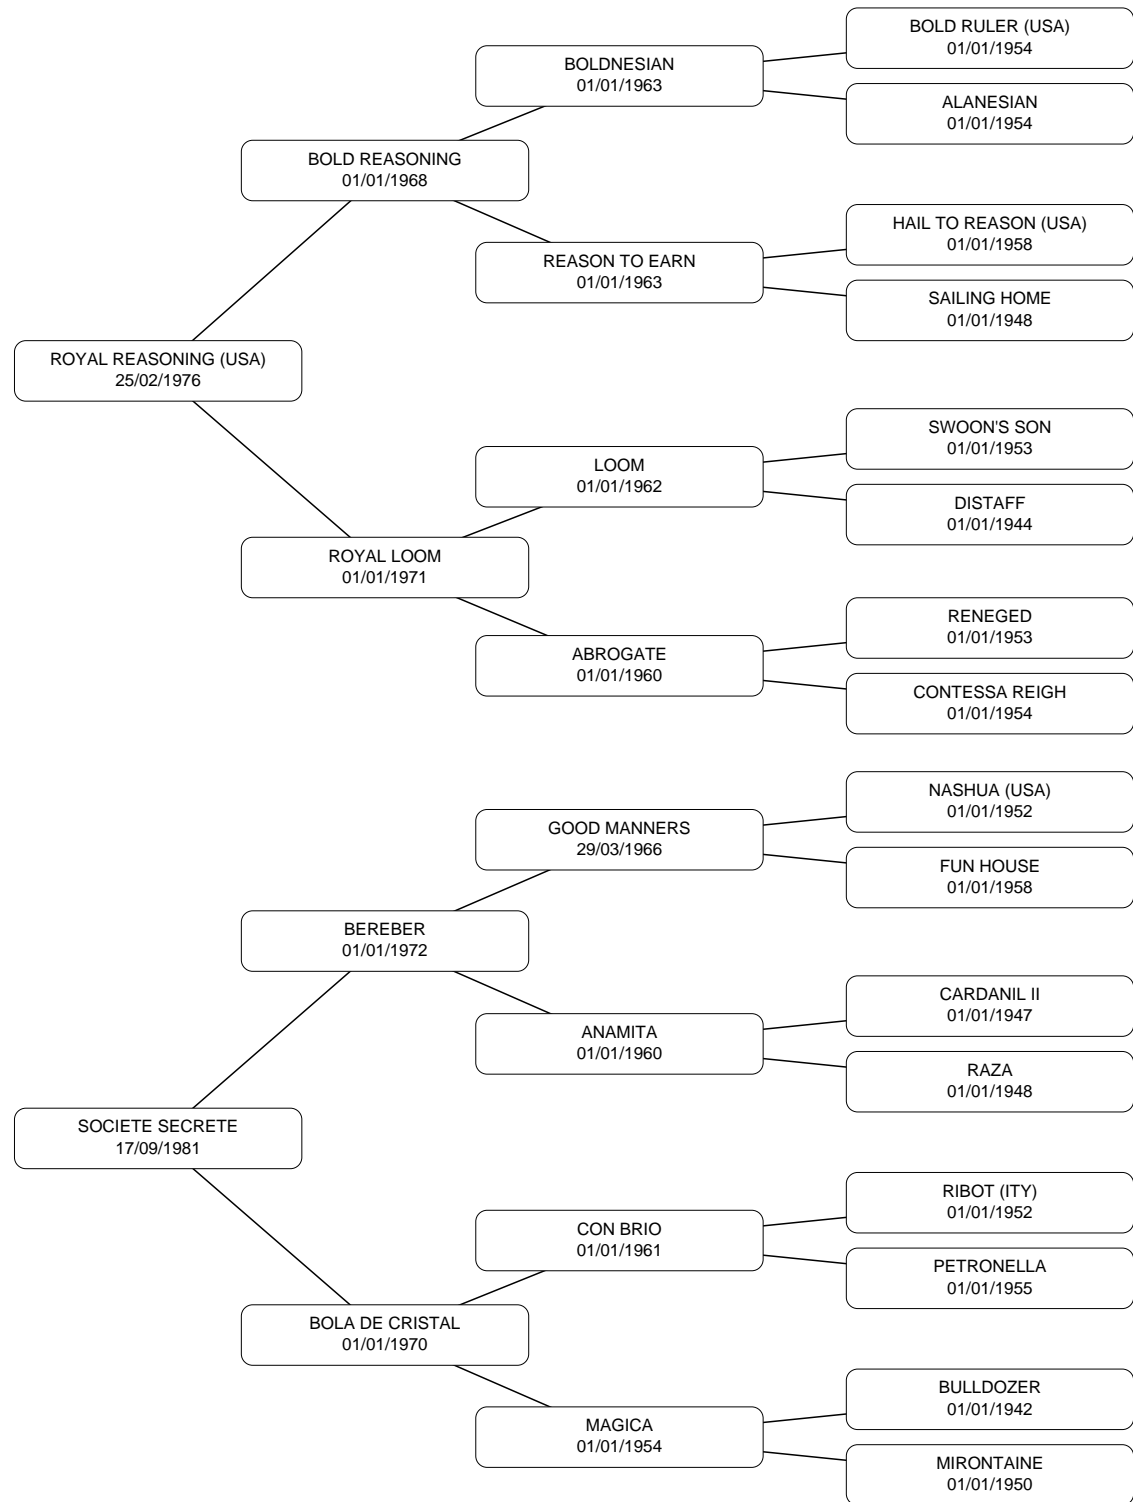 BOLD RULER (USA)
01/01/1954
BOLDNESIAN
01/01/1963
ALANESIAN
01/01/1954
BOLD REASONING
01/01/1968
HAIL TO REASON (USA)
01/01/1958
REASON TO EARN
01/01/1963
SAILING HOME
01/01/1948
ROYAL REASONING (USA)
25/02/1976
SWOON'S SON
01/01/1953
LOOM
01/01/1962
DISTAFF
01/01/1944
ROYAL LOOM
01/01/1971
RENEGED
01/01/1953
ABROGATE
01/01/1960
CONTESSA REIGH
01/01/1954
NASHUA (USA)
01/01/1952
GOOD MANNERS
29/03/1966
FUN HOUSE
01/01/1958
BEREBER
01/01/1972
CARDANIL II
01/01/1947
ANAMITA
01/01/1960
RAZA
01/01/1948
SOCIETE SECRETE
17/09/1981
RIBOT (ITY)
01/01/1952
CON BRIO
01/01/1961
PETRONELLA
01/01/1955
BOLA DE CRISTAL
01/01/1970
BULLDOZER
01/01/1942
MAGICA
01/01/1954
MIRONTAINE
01/01/1950